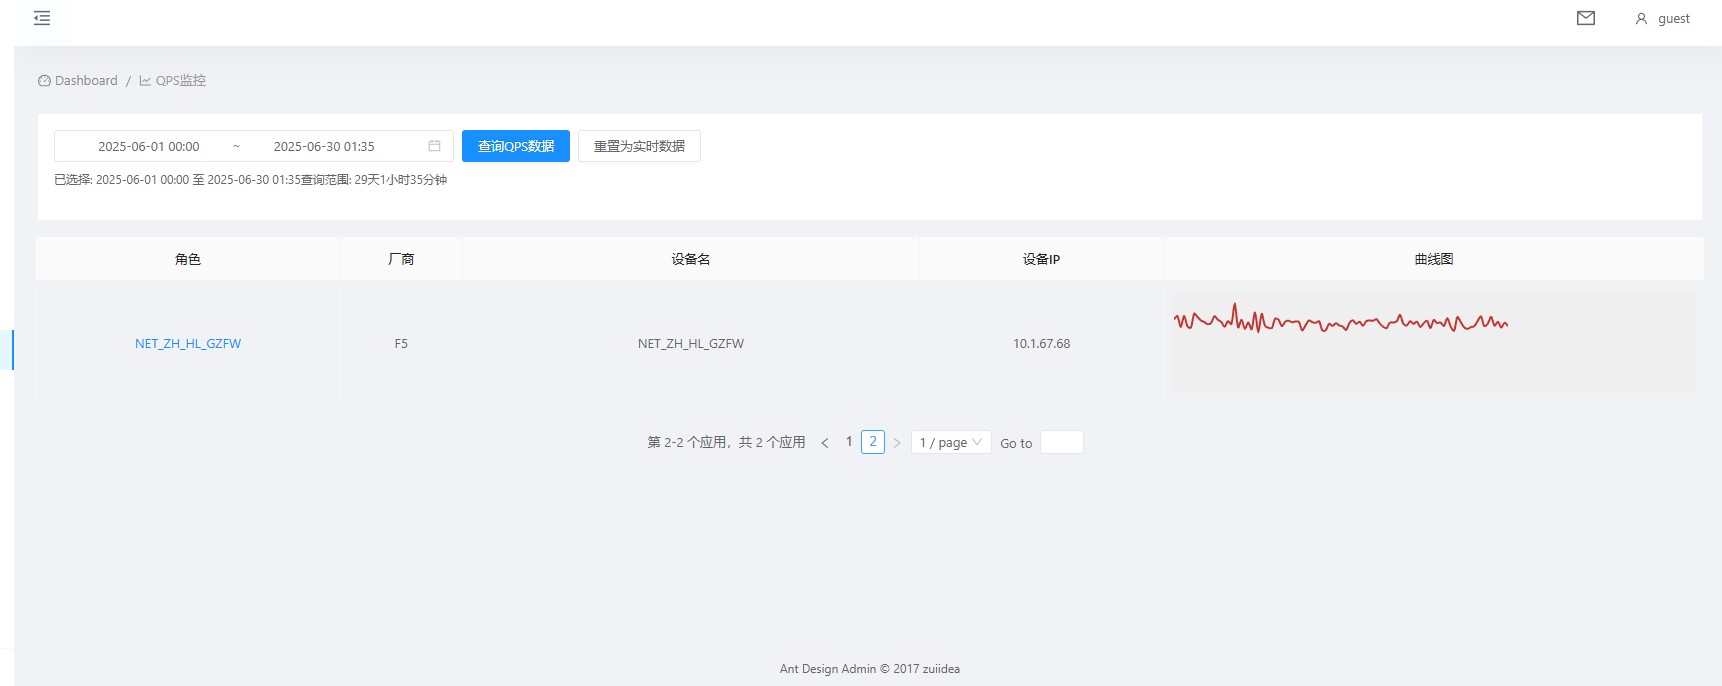 guest
Dashboard / QPS监控
2025-06-01 00:00 ~ 2025-06-30 01:35 查询QPS数据 重置为实时数据
已选择: 2025-06-01 00:00 至 2025-06-30 01:35查询范围: 29天1小时35分钟
角色 厂商 设备名 设备IP 曲线图
NET_ZH_HL_GZFW F5 NET_ZH_HL_GZFW 10.1.67.68
第 2-2 个应用，共 2 个应用 < 1 2 > 1 / page Go to
Ant Design Admin © 2017 zuiidea